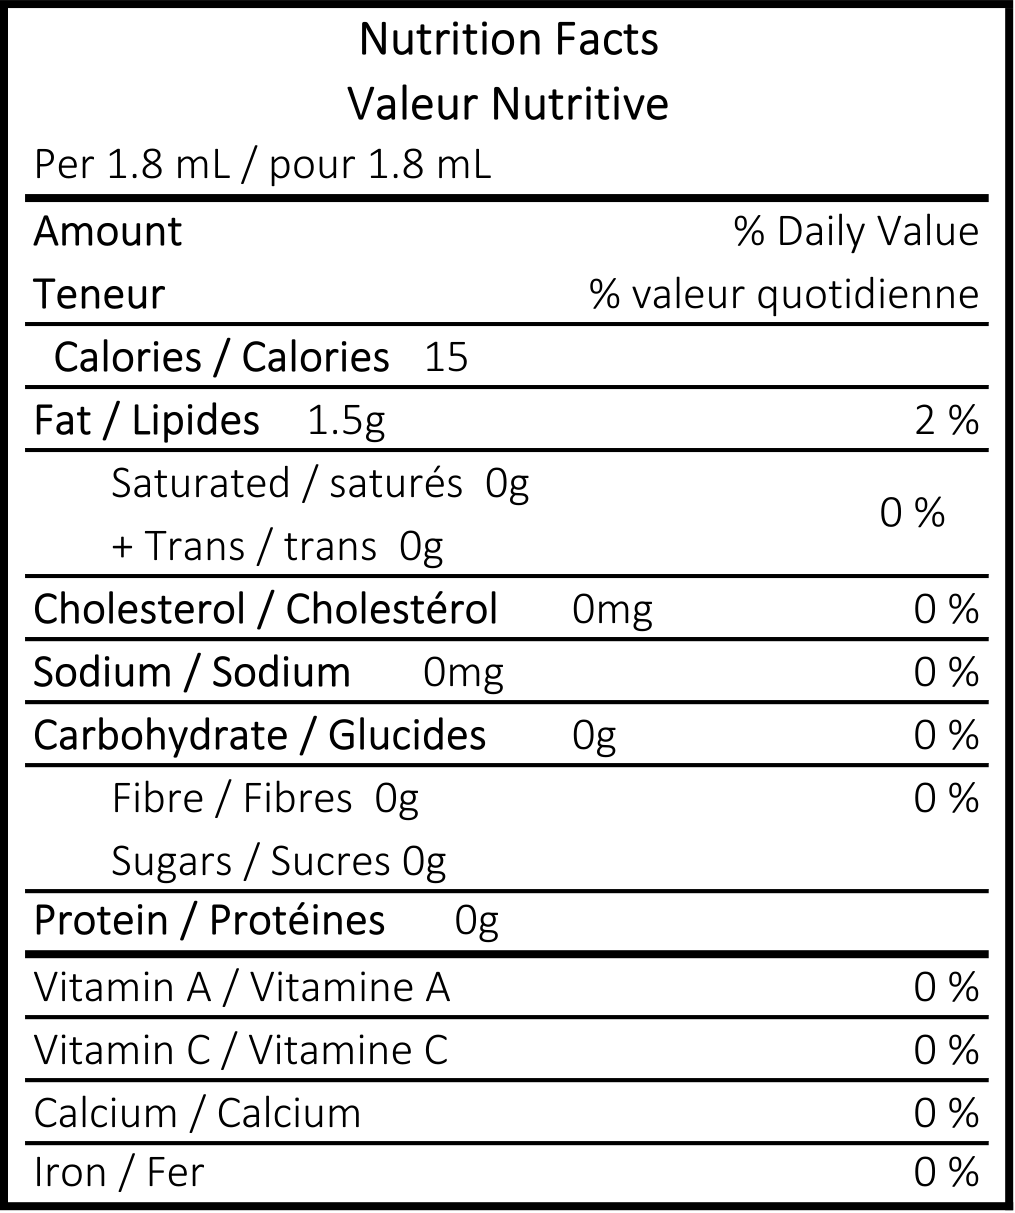 Nutrition Facts
Valeur Nutritive
Per 1.8 mL / pour 1.8 mL
Amount % Daily Value
Teneur % valeur quotidienne
Calories / Calories 15
Fat / Lipides 1.5g 2 %
Saturated / saturés 0g
0 %
+ Trans / trans 0g
Cholesterol / Cholestérol 0mg 0 %
Sodium / Sodium 0mg 0 %
Carbohydrate / Glucides 0g 0 %
Fibre / Fibres 0g 0 %
Sugars / Sucres 0g
Protein / Protéines 0g
Vitamin A / Vitamine A 0 %
Vitamin C / Vitamine C 0 %
Calcium / Calcium 0 %
Iron / Fer 0 %